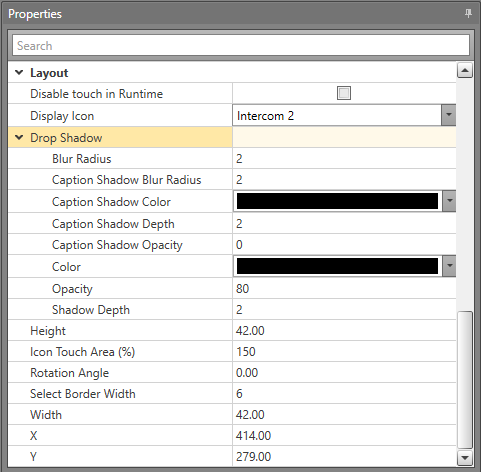 Properties
Search
Layout
Disable touch in Runtime
Display Icon Intercom 2
Drop Shadow
Blur Radius 2
Caption Shadow Blur Radius 2
Caption Shadow Color
Caption Shadow Depth 2
Caption Shadow Opacity 0
Color
Opacity 80
Shadow Depth 2
Height 42.00
Icon Touch Area (%) 150
Rotation Angle 0.00
Select Border Width 6
Width 42.00
X 414.00
Y 279.00